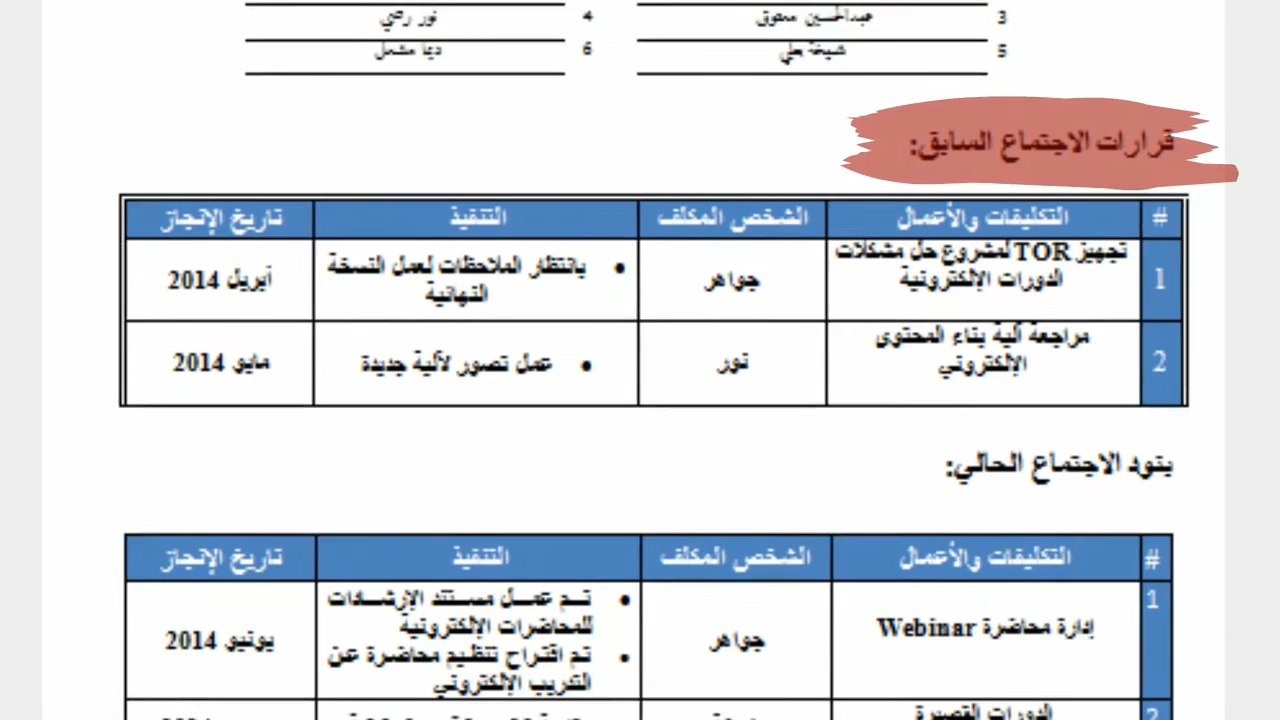 3 عبدالحسين معتوق 4 نور رضي
5 شيخة علي 6 ديما مشعل
قرارات الاجتماع السابق:
# التكليفات والأعمال الشخص المكلف التنفيذ تاريخ الإنجاز
1 تجهيز TOR لمشروع حل مشكلات الدورات الإلكترونية جواهر • بانتظار الملاحظات لعمل النسخة النهائية أبريل 2014
2 مراجعة آلية بناء المحتوى الإلكتروني نور • عمل تصور لآلية جديدة مايو 2014
بنود الاجتماع الحالي:
# التكليفات والأعمال الشخص المكلف التنفيذ تاريخ الإنجاز
1 إدارة محاضرة Webinar جواهر • تم عمل مستند الإرشادات للمحاضرات الإلكترونية • تم اقتراح تنظيم محاضرة عن التدريب الإلكتروني يونيو 2014
2 الدورات القصيرة